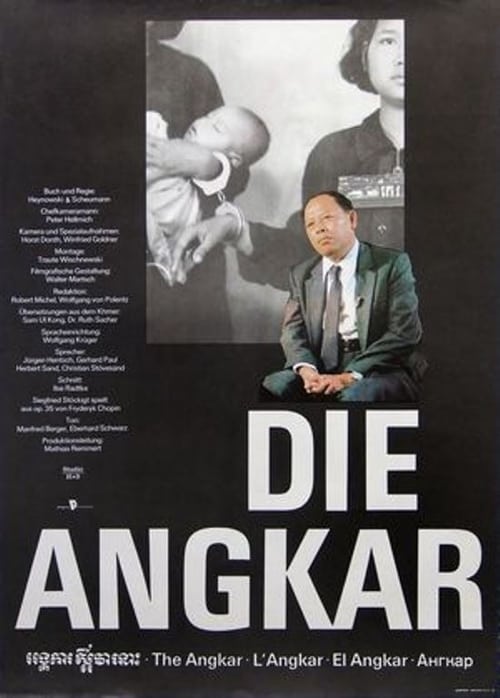 Buch und Regie:
Heynowski & Scheumann
Chefkameramann:
Peter Hellmich
Kamera und Spezialaufnahmen:
Horst Donth, Winfried Goldner
Montage:
Traute Wischnewski
Filmgrafische Gestaltung:
Walter Martsch
Redaktion:
Robert Michel, Wolfgang von Polentz
Übersetzungen aus dem Khmer:
Sam Ul Kong, Dr. Ruth Sacher
Spracheinrichtung:
Wolfgang Krüger
Sprecher:
Jürgen Hentsch, Gerhard Paul
Herbert Sand, Christian Stövesand
Schnitt:
Ilse Radtke
Siegfried Stöckigt spielt
aus op. 35 von Fryderyk Chopin
Ton:
Manfred Berger, Eberhard Schwarz
Produktionsleitung:
Mathias Remmert
Studio
H&S
DIE
ANGKAR
The Angkar · L'Angkar · El Angkar · Ангкар